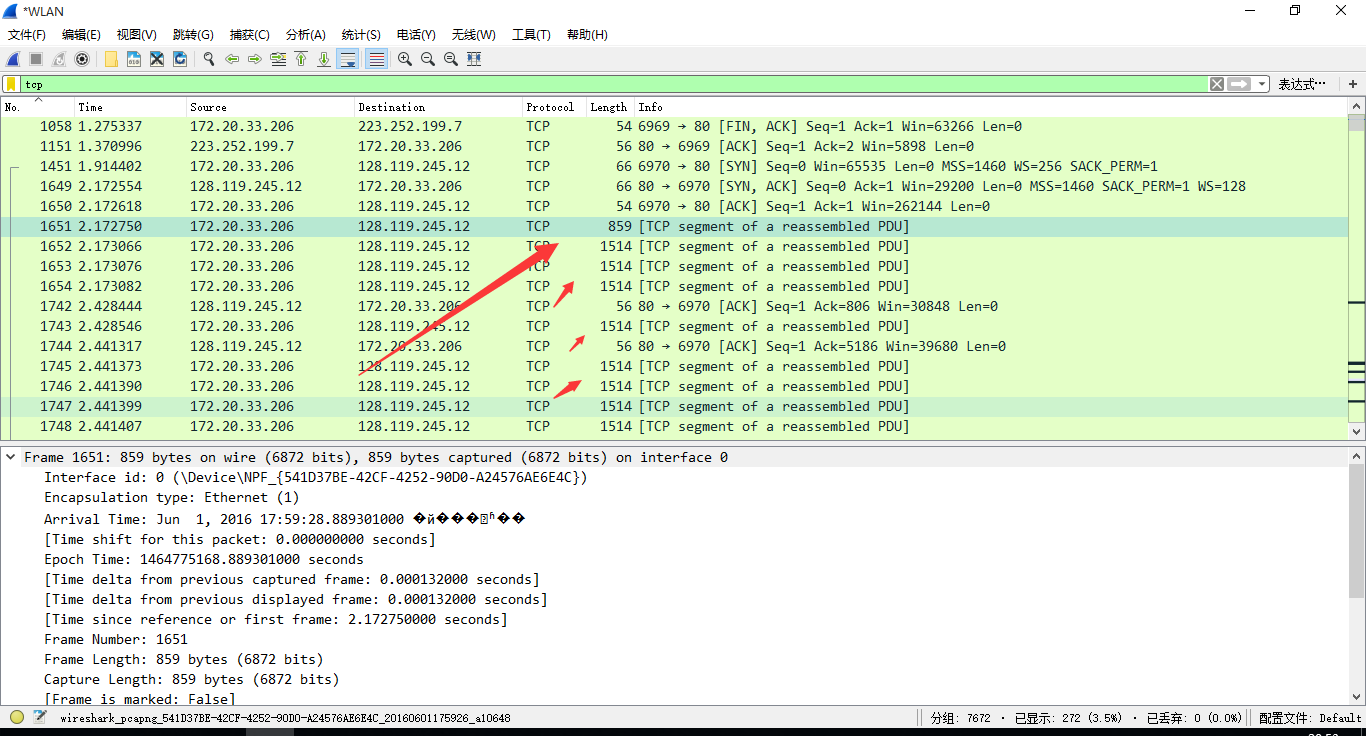 *WLAN
文件(F) 编辑(E) 视图(V) 跳转(G) 捕获(C) 分析(A) 统计(S) 电话(Y) 无线(W) 工具(T) 帮助(H)
tcp 表达式… +
No. Time Source Destination Protocol Length Info
1058 1.275337 172.20.33.206 223.252.199.7 TCP 54 6969 → 80 [FIN, ACK] Seq=1 Ack=1 Win=63266 Len=0
1151 1.370996 223.252.199.7 172.20.33.206 TCP 56 80 → 6969 [ACK] Seq=1 Ack=2 Win=5898 Len=0
1451 1.914402 172.20.33.206 128.119.245.12 TCP 66 6970 → 80 [SYN] Seq=0 Win=65535 Len=0 MSS=1460 WS=256 SACK_PERM=1
1649 2.172554 128.119.245.12 172.20.33.206 TCP 66 80 → 6970 [SYN, ACK] Seq=0 Ack=1 Win=29200 Len=0 MSS=1460 SACK_PERM=1 WS=128
1650 2.172618 172.20.33.206 128.119.245.12 TCP 54 6970 → 80 [ACK] Seq=1 Ack=1 Win=262144 Len=0
1651 2.172750 172.20.33.206 128.119.245.12 TCP 859 [TCP segment of a reassembled PDU]
1652 2.173066 172.20.33.206 128.119.245.12 TCP 1514 [TCP segment of a reassembled PDU]
1653 2.173076 172.20.33.206 128.119.245.12 TCP 1514 [TCP segment of a reassembled PDU]
1654 2.173082 172.20.33.206 128.119.245.12 TCP 1514 [TCP segment of a reassembled PDU]
1742 2.428444 128.119.245.12 172.20.33.206 TCP 56 80 → 6970 [ACK] Seq=1 Ack=806 Win=30848 Len=0
1743 2.428546 172.20.33.206 128.119.245.12 TCP 1514 [TCP segment of a reassembled PDU]
1744 2.441317 128.119.245.12 172.20.33.206 TCP 56 80 → 6970 [ACK] Seq=1 Ack=5186 Win=39680 Len=0
1745 2.441373 172.20.33.206 128.119.245.12 TCP 1514 [TCP segment of a reassembled PDU]
1746 2.441390 172.20.33.206 128.119.245.12 TCP 1514 [TCP segment of a reassembled PDU]
1747 2.441399 172.20.33.206 128.119.245.12 TCP 1514 [TCP segment of a reassembled PDU]
1748 2.441407 172.20.33.206 128.119.245.12 TCP 1514 [TCP segment of a reassembled PDU]
Frame 1651: 859 bytes on wire (6872 bits), 859 bytes captured (6872 bits) on interface 0
Interface id: 0 (\Device\NPF_{541D37BE-42CF-4252-90D0-A24576AE6E4C})
Encapsulation type: Ethernet (1)
Arrival Time: Jun 1, 2016 17:59:28.889301000
[Time shift for this packet: 0.000000000 seconds]
Epoch Time: 1464775168.889301000 seconds
[Time delta from previous captured frame: 0.000132000 seconds]
[Time delta from previous displayed frame: 0.000132000 seconds]
[Time since reference or first frame: 2.172750000 seconds]
Frame Number: 1651
Frame Length: 859 bytes (6872 bits)
Capture Length: 859 bytes (6872 bits)
[Frame is marked: False]
wireshark_pcapng_541D37BE-42CF-4252-90D0-A24576AE6E4C_20160601175926_a10648 分组: 7672 · 已显示: 272 (3.5%) · 已丢弃: 0 (0.0%) 配置文件: Default